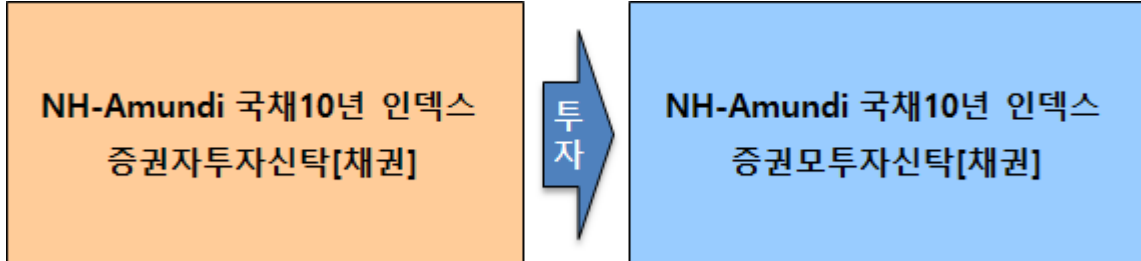 NH-Amundi 국채10년 인덱스
증권자투자신탁[채권]
투
자
NH-Amundi 국채10년 인덱스
증권모투자신탁[채권]